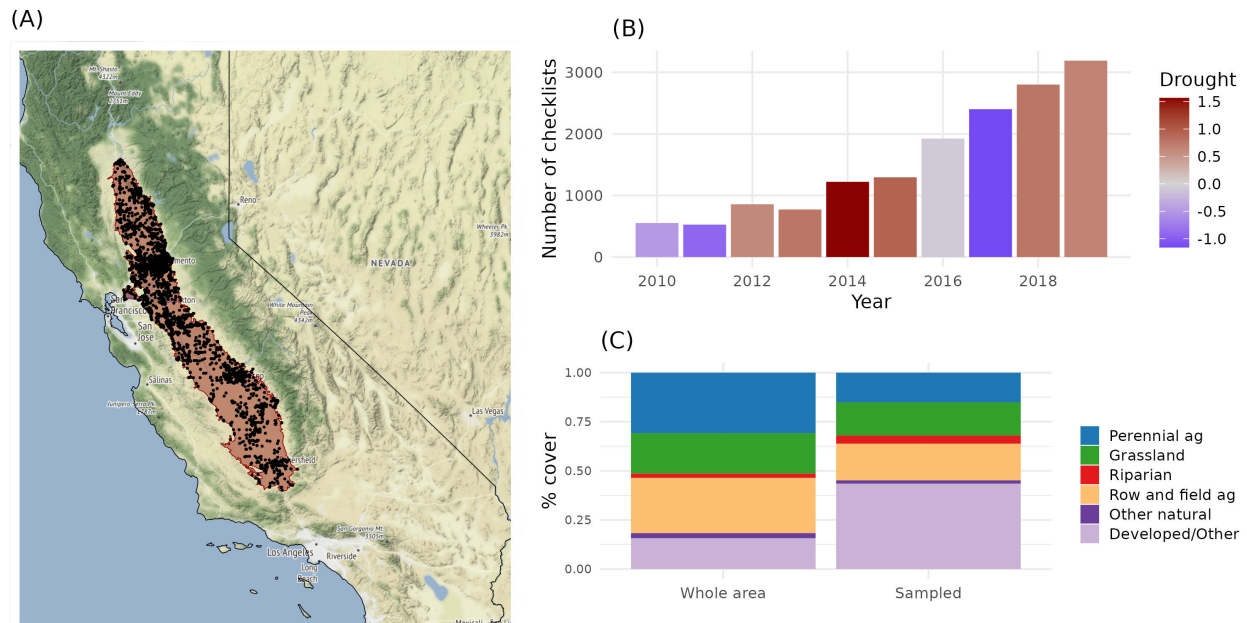 (A)
Mt. Shasta
4322m
Mount Eddy
2751m
Reno
Wheeler Pk.
3982m
NEVADA
mento
kton
White Mountain
Peak
4342m
San
Francisco
San
Jose
Salinas
Junipero Serra Pk.
Las Vegas
ersfield
San Gorgonio Mt.
3505m
Los Angeles
Riverside
Long
Beach
(B)
Number of checklists
3000
2000
1000
0
2010
2012
2014
2016
2018
Year
Drought
1.5
1.0
0.5
0.0
-0.5
-1.0
(C)
% cover
1.00
0.75
0.50
0.25
0.00
Whole area
Sampled
Perennial ag
Grassland
Riparian
Row and field ag
Other natural
Developed/Other